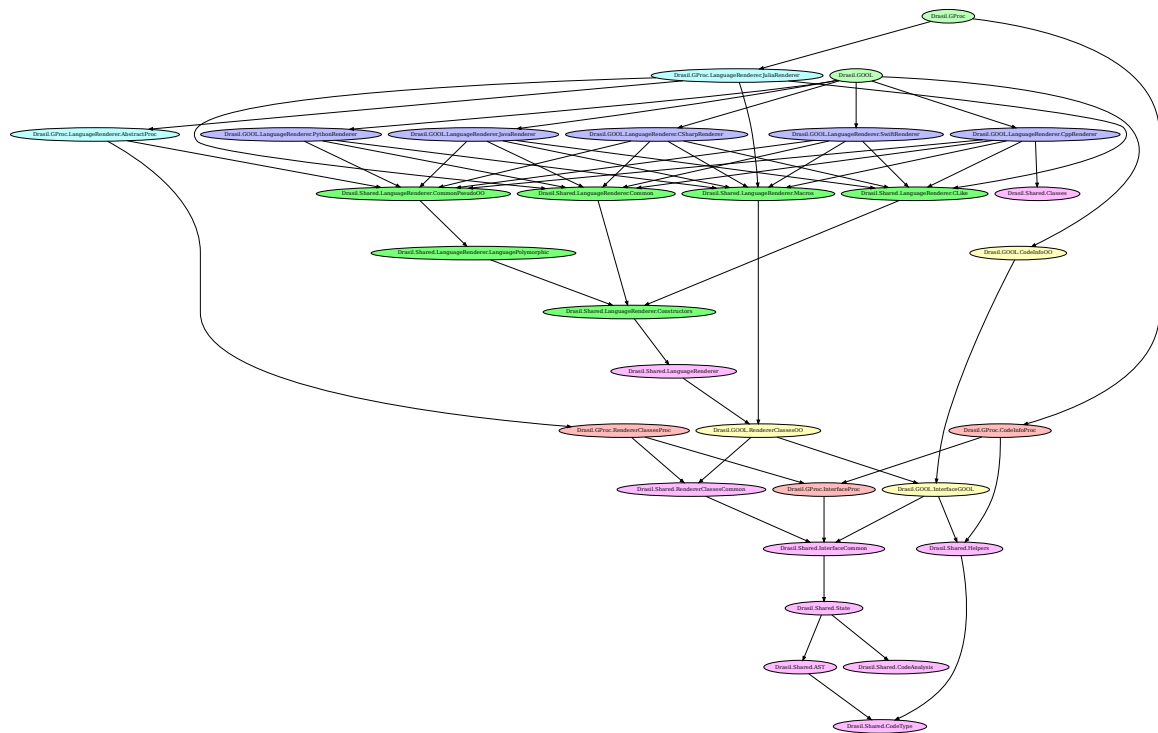 Drasil.GProc
Drasil.GProc.LanguageRenderer.JuliaRenderer
Drasil.GOOL
Drasil.GProc.LanguageRenderer.AbstractProc
Drasil.GOOL.LanguageRenderer.PythonRenderer
Drasil.GOOL.LanguageRenderer.JavaRenderer
Drasil.GOOL.LanguageRenderer.CSharpRenderer
Drasil.GOOL.LanguageRenderer.SwiftRenderer
Drasil.GOOL.LanguageRenderer.CppRenderer
Drasil.Shared.LanguageRenderer.CommonPseudoOO
Drasil.Shared.LanguageRenderer.Common
Drasil.Shared.LanguageRenderer.Macros
Drasil.Shared.LanguageRenderer.CLike
Drasil.Shared.Classes
Drasil.Shared.LanguageRenderer.LanguagePolymorphic
Drasil.GOOL.CodeInfoOO
Drasil.Shared.LanguageRenderer.Constructors
Drasil.Shared.LanguageRenderer
Drasil.GProc.RendererClassesProc
Drasil.GOOL.RendererClassesOO
Drasil.GProc.CodeInfoProc
Drasil.Shared.RendererClassesCommon
Drasil.GProc.InterfaceProc
Drasil.GOOL.InterfaceGOOL
Drasil.Shared.InterfaceCommon
Drasil.Shared.Helpers
Drasil.Shared.State
Drasil.Shared.AST
Drasil.Shared.CodeAnalysis
Drasil.Shared.CodeType